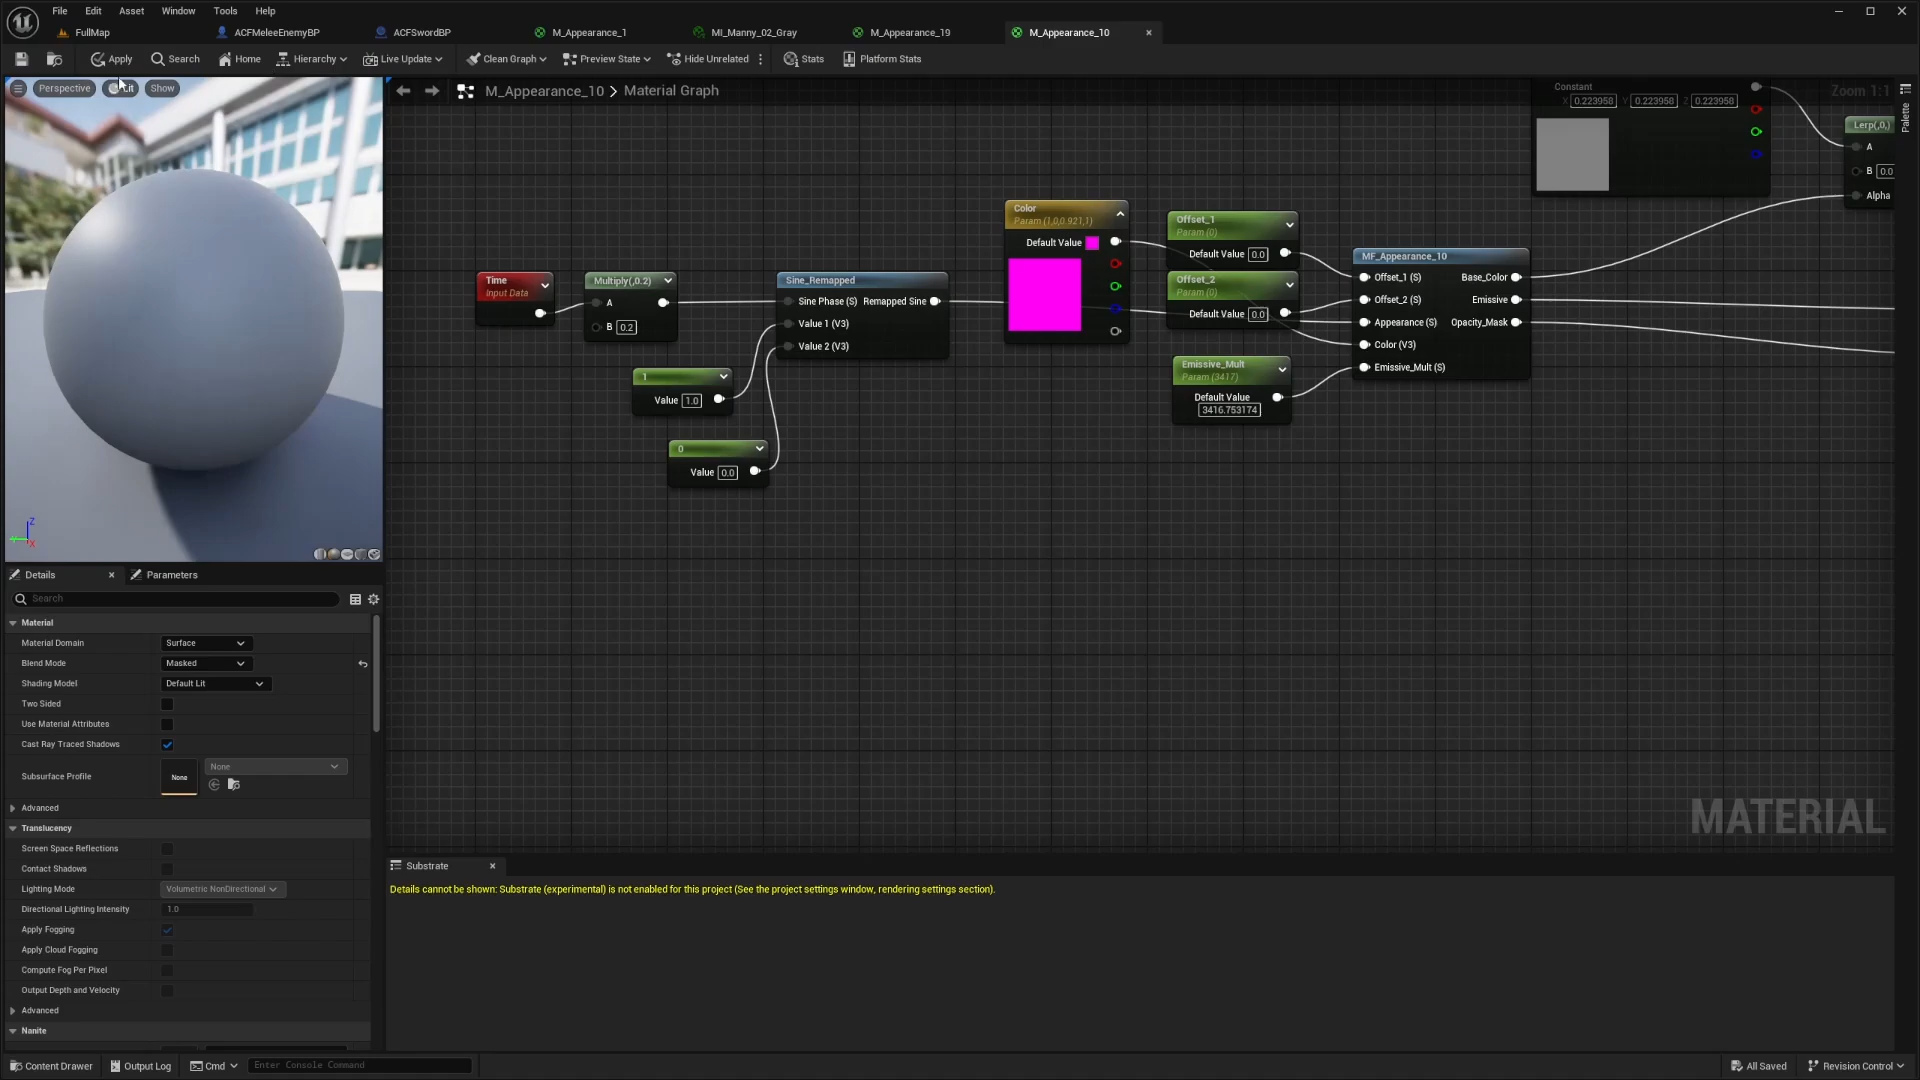 File Edit Asset Window Tools Help
FullMap ACFMeleeEnemyBP ACFSwordBP M_Appearance_1 MI_Manny_02_Gray M_Appearance_19 M_Appearance_10
Apply Search Home Hierarchy Live Update Clean Graph Preview State Hide Unrelated Stats Platform Stats
Perspective Lit Show
M_Appearance_10 > Material Graph
Zoom 1:1
Palette
Constant
X 0.223958 Y 0.223958 Z 0.223958
Lerp(,0,)
A
B 0.0
Alpha
Color
Param (1,0,0.921,1)
Default Value
Offset_1
Param (0)
Default Value 0.0
Offset_2
Param (0)
Default Value 0.0
MF_Appearance_10
Offset_1 (S) Base_Color
Offset_2 (S) Emissive
Appearance (S) Opacity_Mask
Color (V3)
Emissive_Mult (S)
Time
Input Data
Multiply(,0.2)
A
B 0.2
Sine_Remapped
Sine Phase (S) Remapped Sine
Value 1 (V3)
Value 2 (V3)
1
Value 1.0
0
Value 0.0
Emissive_Mult
Param (3417)
Default Value
3416.753174
MATERIAL
Z
X
Details Parameters
Search
Material
Material Domain Surface
Blend Mode Masked
Shading Model Default Lit
Two Sided
Use Material Attributes
Cast Ray Traced Shadows
Subsurface Profile None None
Advanced
Translucency
Screen Space Reflections
Contact Shadows
Lighting Mode Volumetric NonDirectional
Directional Lighting Intensity 1.0
Apply Fogging
Apply Cloud Fogging
Compute Fog Per Pixel
Output Depth and Velocity
Advanced
Nanite
Substrate
Details cannot be shown: Substrate (experimental) is not enabled for this project (See the project settings window, rendering settings section).
Content Drawer Output Log Cmd Enter Console Command All Saved Revision Control